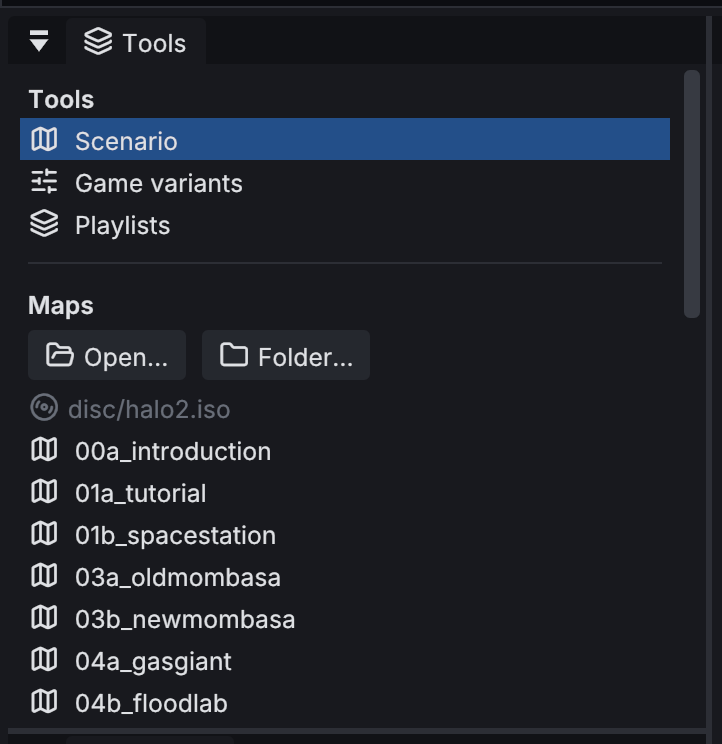 Tools
Tools
Scenario
Game variants
Playlists
Maps
Open... Folder...
disc/halo2.iso
00a_introduction
01a_tutorial
01b_spacestation
03a_oldmombasa
03b_newmombasa
04a_gasgiant
04b_floodlab